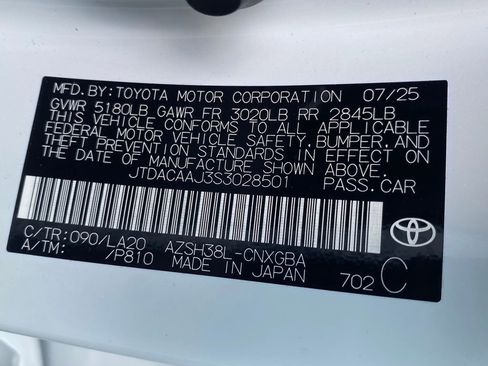 MFD. BY: TOYOTA MOTOR CORPORATION 07/25
GVWR 5180LB GAWR FR 3020LB RR 2845LB
THIS VEHICLE CONFORMS TO ALL APPLICABLE
FEDERAL MOTOR VEHICLE SAFETY, BUMPER, AND
THEFT PREVENTION STANDARDS IN EFFECT ON
THE DATE OF MANUFACTURE SHOWN ABOVE.
JTDACAAJ3S3028501 PASS.CAR
C/TR: 090/LA20 AZSH38L-CNXGBA
A/TM: /P810 MADE IN JAPAN 702 C
TOYOTA